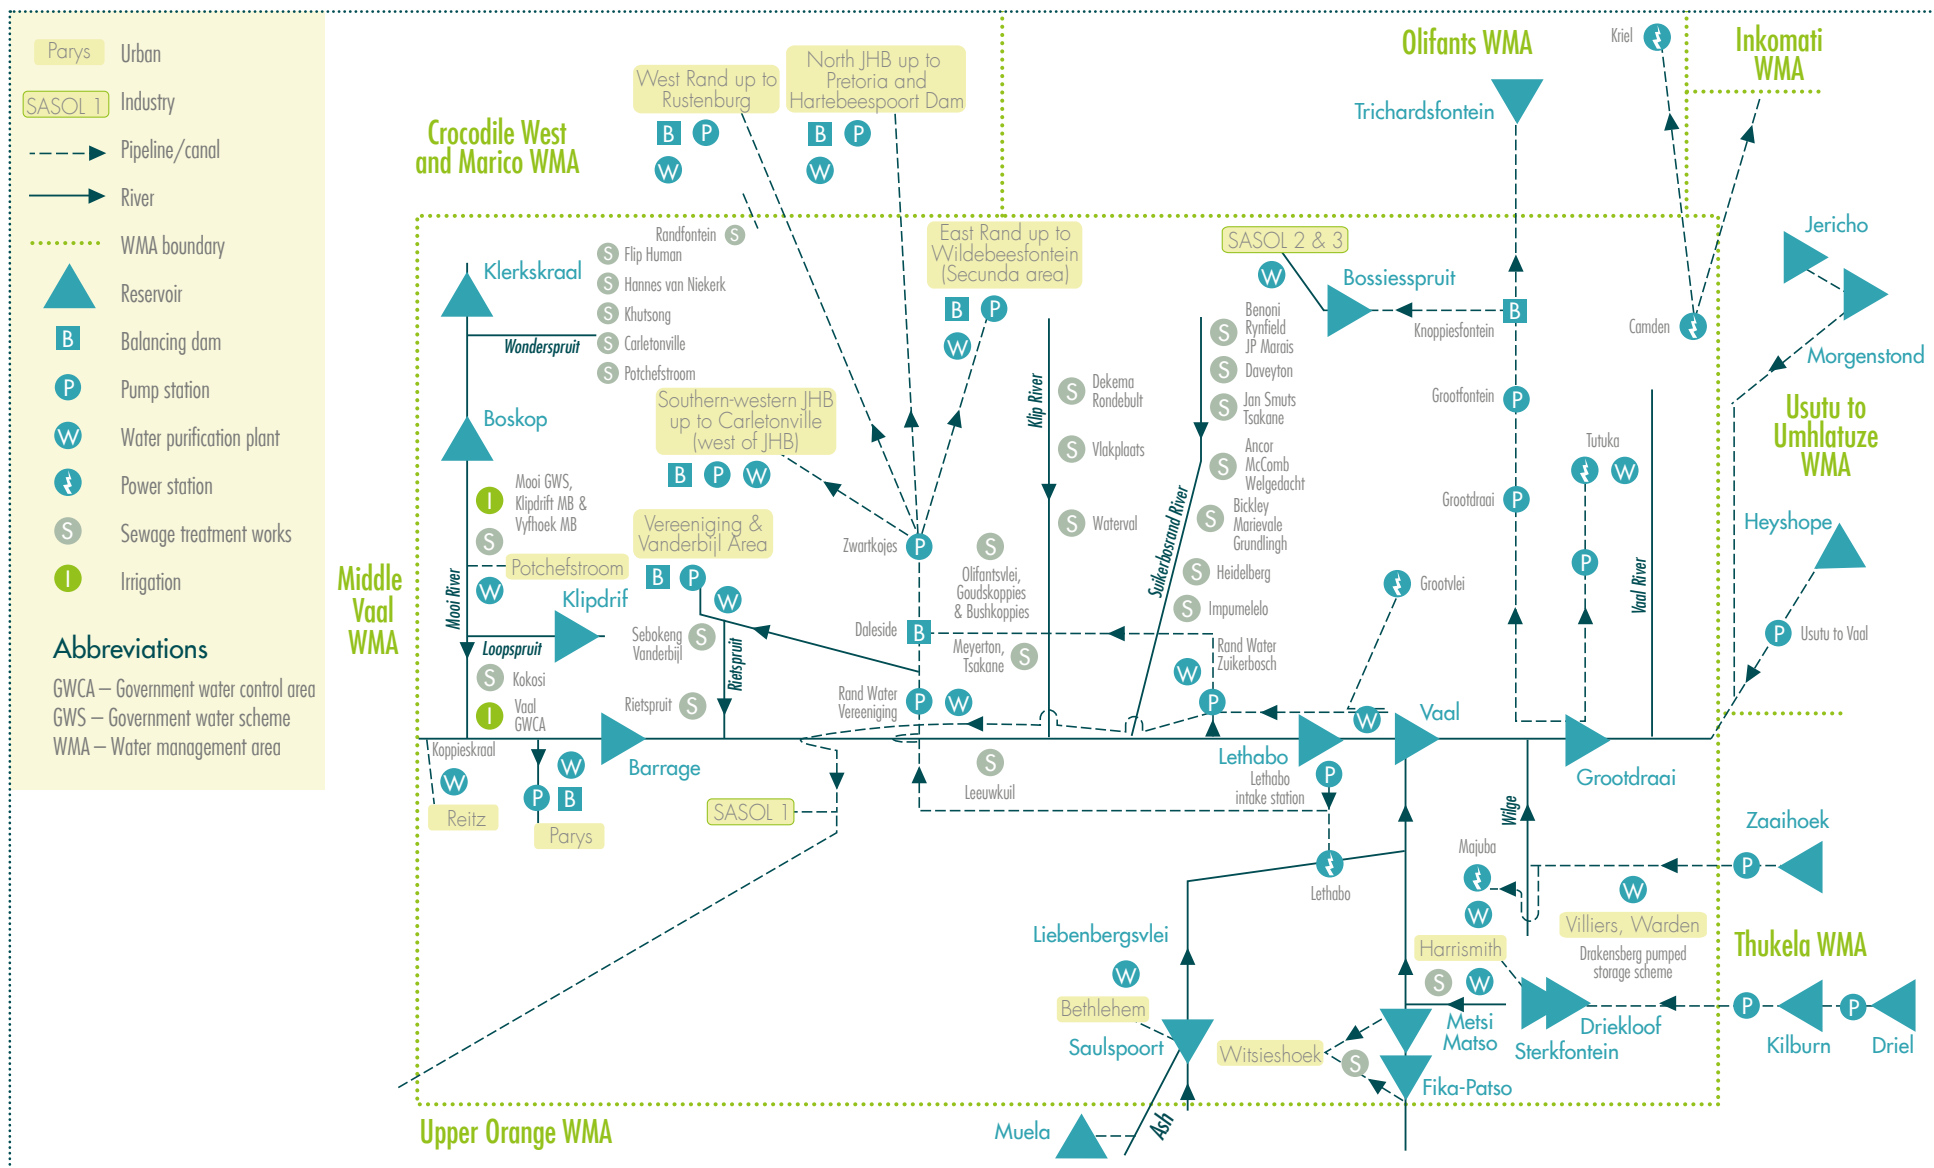 Parys
Urban
SASOL 1
Industry
Pipeline/canal
River
WMA boundary
Reservoir
B
Balancing dam
P
Pump station
W
Water purification plant
Power station
S
Sewage treatment works
I
Irrigation
Abbreviations
GWCA – Government water control area
GWS – Government water scheme
WMA – Water management area
Crocodile West
and Marico WMA
Olifants WMA
Inkomati
WMA
Usutu to
Umhlatuze
WMA
Thukela WMA
Upper Orange WMA
Middle
Vaal
WMA
West Rand up to
Rustenburg
B
P
W
North JHB up to
Pretoria and
Hartebeespoort Dam
B
P
W
Kriel
Trichardsfontein
Jericho
Morgenstond
Camden
Randfontein
S
S
Flip Human
S
Hannes van Niekerk
S
Khutsong
S
Carletonville
S
Potchefstroom
Klerkskraal
Wonderspruit
Boskop
East Rand up to
Wildebeesfontein
(Secunda area)
B
P
W
SASOL 2 & 3
W
Bossiesspruit
B
Knoppiesfontein
Southern-western JHB
up to Carletonville
(west of JHB)
B
P
W
Klip River
S
Dekema
Rondebult
S
Vlakplaats
S
Waterval
S
Benoni
Rynfield
JP Marais
S
Daveyton
S
Jan Smuts
Tsakane
S
Ancor
McComb
Welgedacht
S
Bickley
Marievale
Grundlingh
S
Heidelberg
S
Impumelelo
Suikerbosrand River
Grootfontein
P
Grootdraai
P
Tutuka
W
P
Vaal River
Heyshope
P
Usutu to Vaal
I
Mooi GWS,
Klipdrift MB &
Vyfhoek MB
S
Potchefstroom
W
Mooi River
Klipdrif
Loopspruit
S
Kokosi
I
Vaal
GWCA
Vereeniging &
Vanderbijl Area
B
P
W
Sebokeng
Vanderbijl
S
Rietspruit
Rietspruit
S
Zwartkojes
P
S
Olifantsvlei,
Goudskoppies
& Bushkoppies
Daleside
B
Meyerton,
Tsakane
S
Rand Water
Vereeniging
P
W
Rand Water
Zuikerbosch
W
P
Grootvlei
W
Vaal
Lethabo
P
Lethabo
intake station
Lethabo
Grootdraai
Koppieskraal
W
Reitz
W
P
B
Parys
Barrage
SASOL 1
S
Leeuwkuil
Wilge
Majuba
W
Zaaihoek
P
W
Villiers, Warden
Drakensberg pumped
storage scheme
Harrismith
S
W
Driekloof
Sterkfontein
P
Kilburn
P
Driel
Metsi
Matso
Fika-Patso
Witsieshoek
S
Liebenbergsvlei
W
Bethlehem
Saulspoort
Muela
Ash